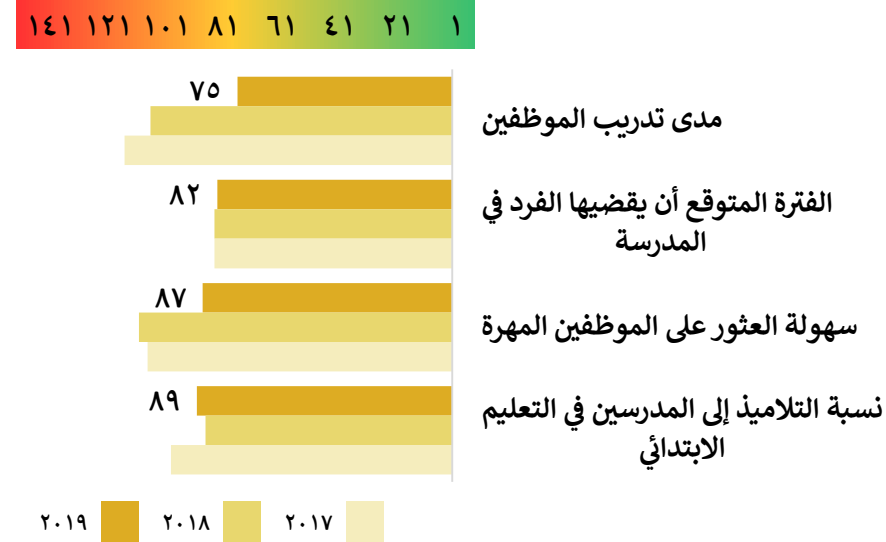 ١ ٢١ ٤١ ٦١ ٨١ ١٠١ ١٢١ ١٤١
مدى تدريب الموظفين
٧٥
الفترة المتوقع أن يقضيها الفرد في
المدرسة
٨٢
سهولة العثور على الموظفين المهرة
٨٧
نسبة التلاميذ إلى المدرسين في التعليم
الابتدائي
٨٩
٢٠١٧ ٢٠١٨ ٢٠١٩